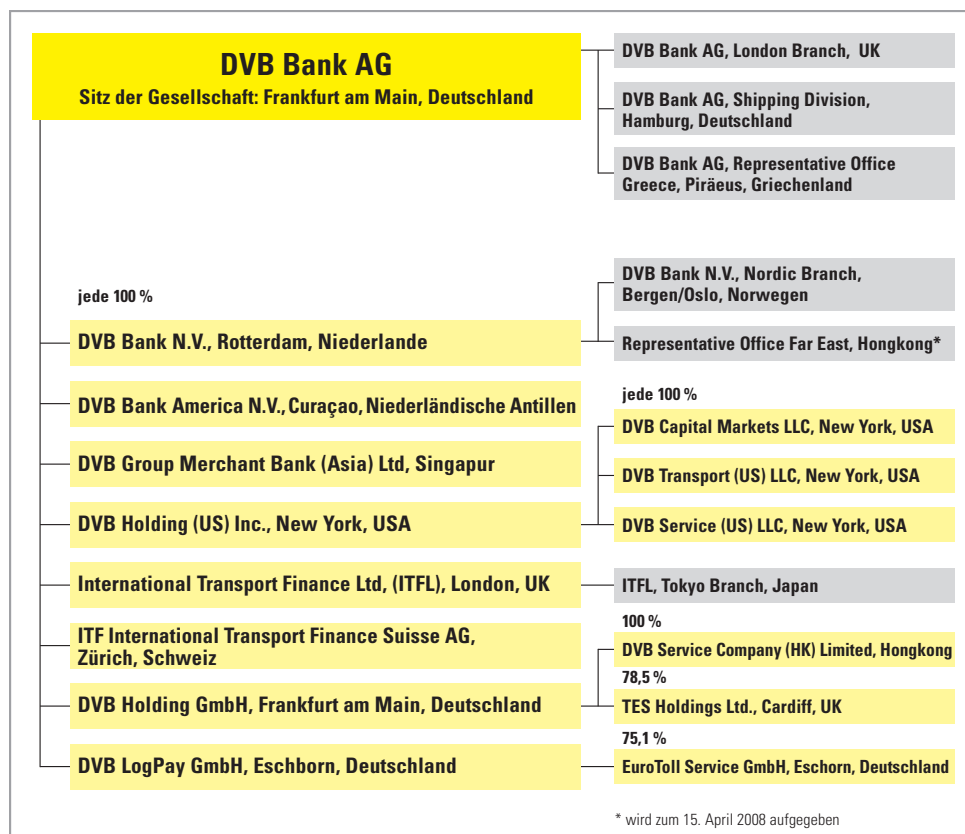 DVB Bank AG
Sitz der Gesellschaft: Frankfurt am Main, Deutschland
DVB Bank AG, London Branch, UK
DVB Bank AG, Shipping Division,
Hamburg, Deutschland
DVB Bank AG, Representative Office
Greece, Piräeus, Griechenland
jede 100 %
DVB Bank N.V., Rotterdam, Niederlande
DVB Bank N.V., Nordic Branch,
Bergen/Oslo, Norwegen
Representative Office Far East, Hongkong*
DVB Bank America N.V., Curaçao, Niederländische Antillen
DVB Group Merchant Bank (Asia) Ltd, Singapur
DVB Holding (US) Inc., New York, USA
jede 100 %
DVB Capital Markets LLC, New York, USA
DVB Transport (US) LLC, New York, USA
DVB Service (US) LLC, New York, USA
International Transport Finance Ltd, (ITFL), London, UK
ITFL, Tokyo Branch, Japan
ITF International Transport Finance Suisse AG,
Zürich, Schweiz
DVB Holding GmbH, Frankfurt am Main, Deutschland
100 %
DVB Service Company (HK) Limited, Hongkong
78,5 %
TES Holdings Ltd., Cardiff, UK
DVB LogPay GmbH, Eschborn, Deutschland
75,1 %
EuroToll Service GmbH, Eschorn, Deutschland
* wird zum 15. April 2008 aufgegeben